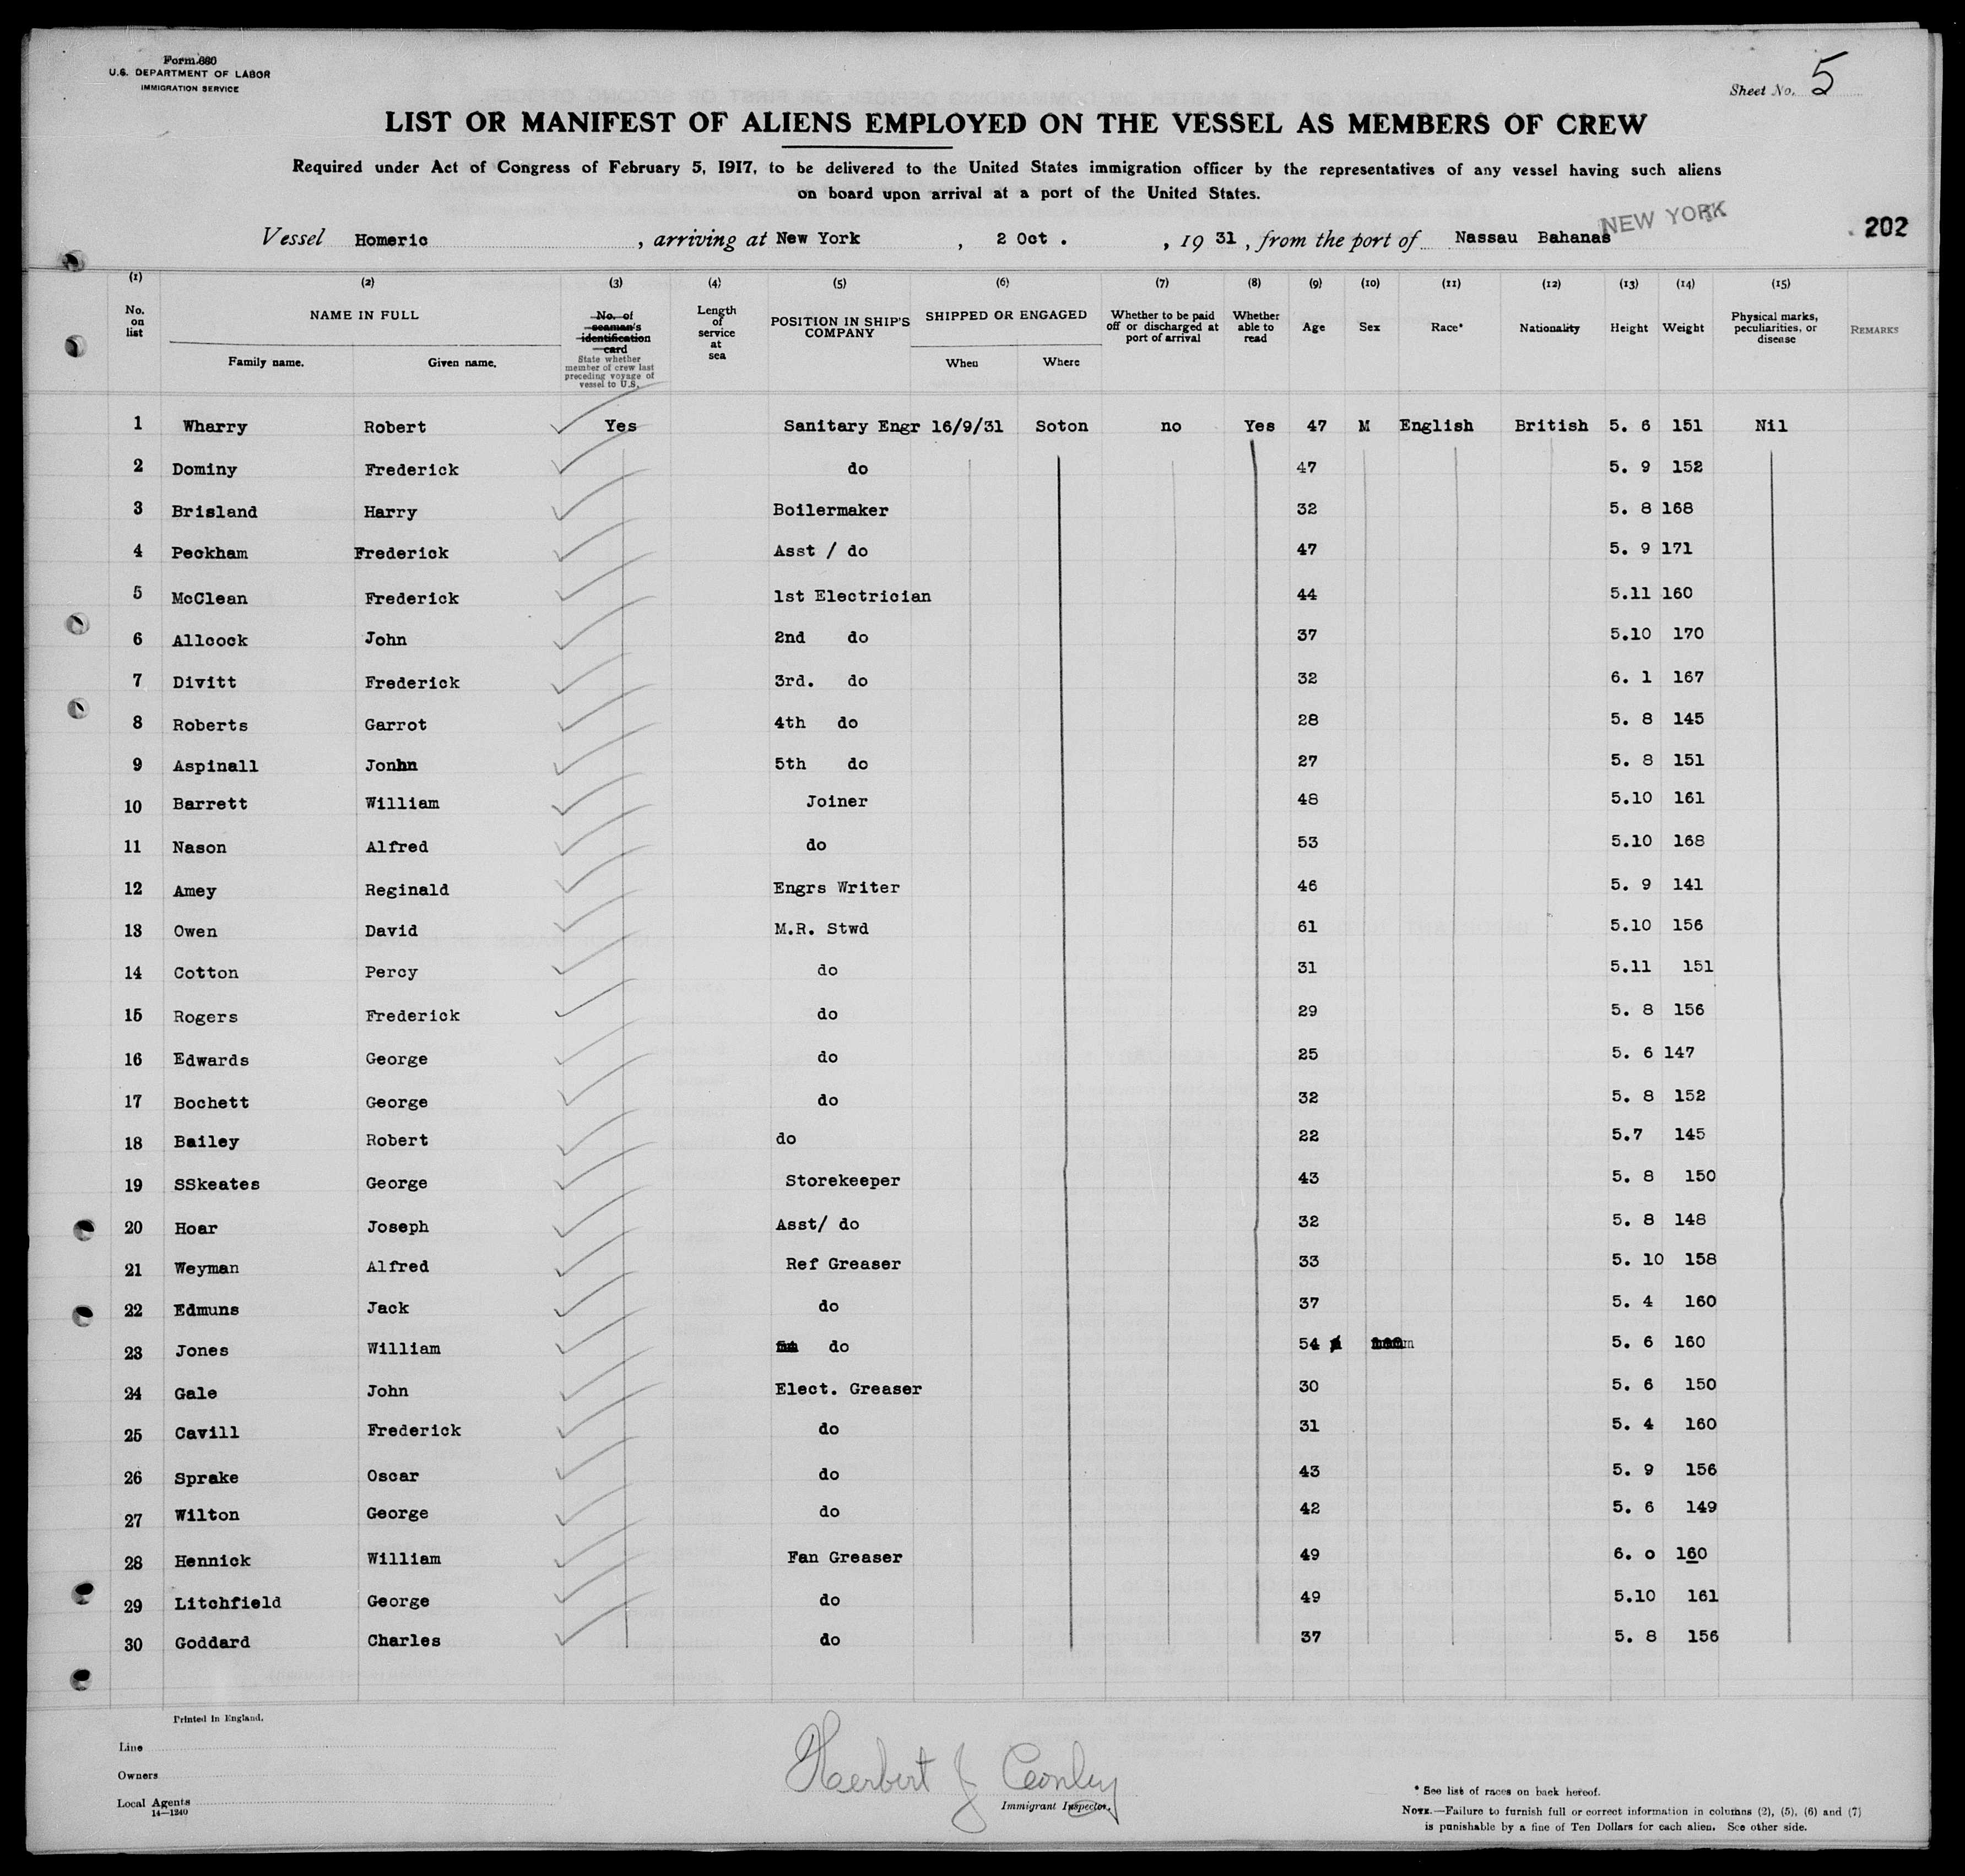 Form 680
U.S. DEPARTMENT OF LABOR
IMMIGRATION SERVICE
Sheet No. 5
LIST OR MANIFEST OF ALIENS EMPLOYED ON THE VESSEL AS MEMBERS OF CREW
Required under Act of Congress of February 5, 1917, to be delivered to the United States immigration officer by the representatives of any vessel having such aliens
on board upon arrival at a port of the United States.
NEW YORK
Vessel Homeric, arriving at New York, 2 Oct., 1931, from the port of Nassau Bahanas 202
(1) (2) (3) (4) (5) (6) (7) (8) (9) (10) (11) (12) (13) (14) (15)
No. on list NAME IN FULL Family name. Given name. No. of seaman's identification card State whether member of crew last preceding voyage of vessel to U.S. Length of service at sea POSITION IN SHIP'S COMPANY SHIPPED OR ENGAGED When Where Whether to be paid off or discharged at port of arrival Whether able to read Age Sex Race* Nationality Height Weight Physical marks, peculiarities, or disease REMARKS
1 Wharry Robert Yes Sanitary Engr 16/9/31 Soton no Yes 47 M English British 5. 6 151 Nil
2 Dominy Frederick do 47 5. 9 152
3 Brisland Harry Boilermaker 32 5. 8 168
4 Peckham Frederick Asst / do 47 5. 9 171
5 McClean Frederick 1st Electrician 44 5.11 160
6 Allcock John 2nd do 37 5.10 170
7 Divitt Frederick 3rd. do 32 6. 1 167
8 Roberts Garrot 4th do 28 5. 8 145
9 Aspinall Jonhn 5th do 27 5. 8 151
10 Barrett William Joiner 48 5.10 161
11 Nason Alfred do 53 5.10 168
12 Amey Reginald Engrs Writer 46 5. 9 141
13 Owen David M.R. Stwd 61 5.10 156
14 Cotton Percy do 31 5.11 151
15 Rogers Frederick do 29 5. 8 156
16 Edwards George do 25 5. 6 147
17 Bochett George do 32 5. 8 152
18 Bailey Robert do 22 5.7 145
19 SSkeates George Storekeeper 43 5. 8 150
20 Hoar Joseph Asst/ do 32 5. 8 148
21 Weyman Alfred Ref Greaser 33 5. 10 158
22 Edmuns Jack do 37 5. 4 160
23 Jones William do 54 5. 6 160
24 Gale John Elect. Greaser 30 5. 6 150
25 Cavill Frederick do 31 5. 4 160
26 Sprake Oscar do 43 5. 9 156
27 Wilton George do 42 5. 6 149
28 Hennick William Fan Greaser 49 6. o 160
29 Litchfield George do 49 5.10 161
30 Goddard Charles do 37 5. 8 156
Printed in England.
Line
Owners
Local Agents
14—1240
Herbert J Conley
Immigrant Inspector.
* See list of races on back hereof.
NOTE.—Failure to furnish full or correct information in columns (2), (5), (6) and (7)
is punishable by a fine of Ten Dollars for each alien. See other side.